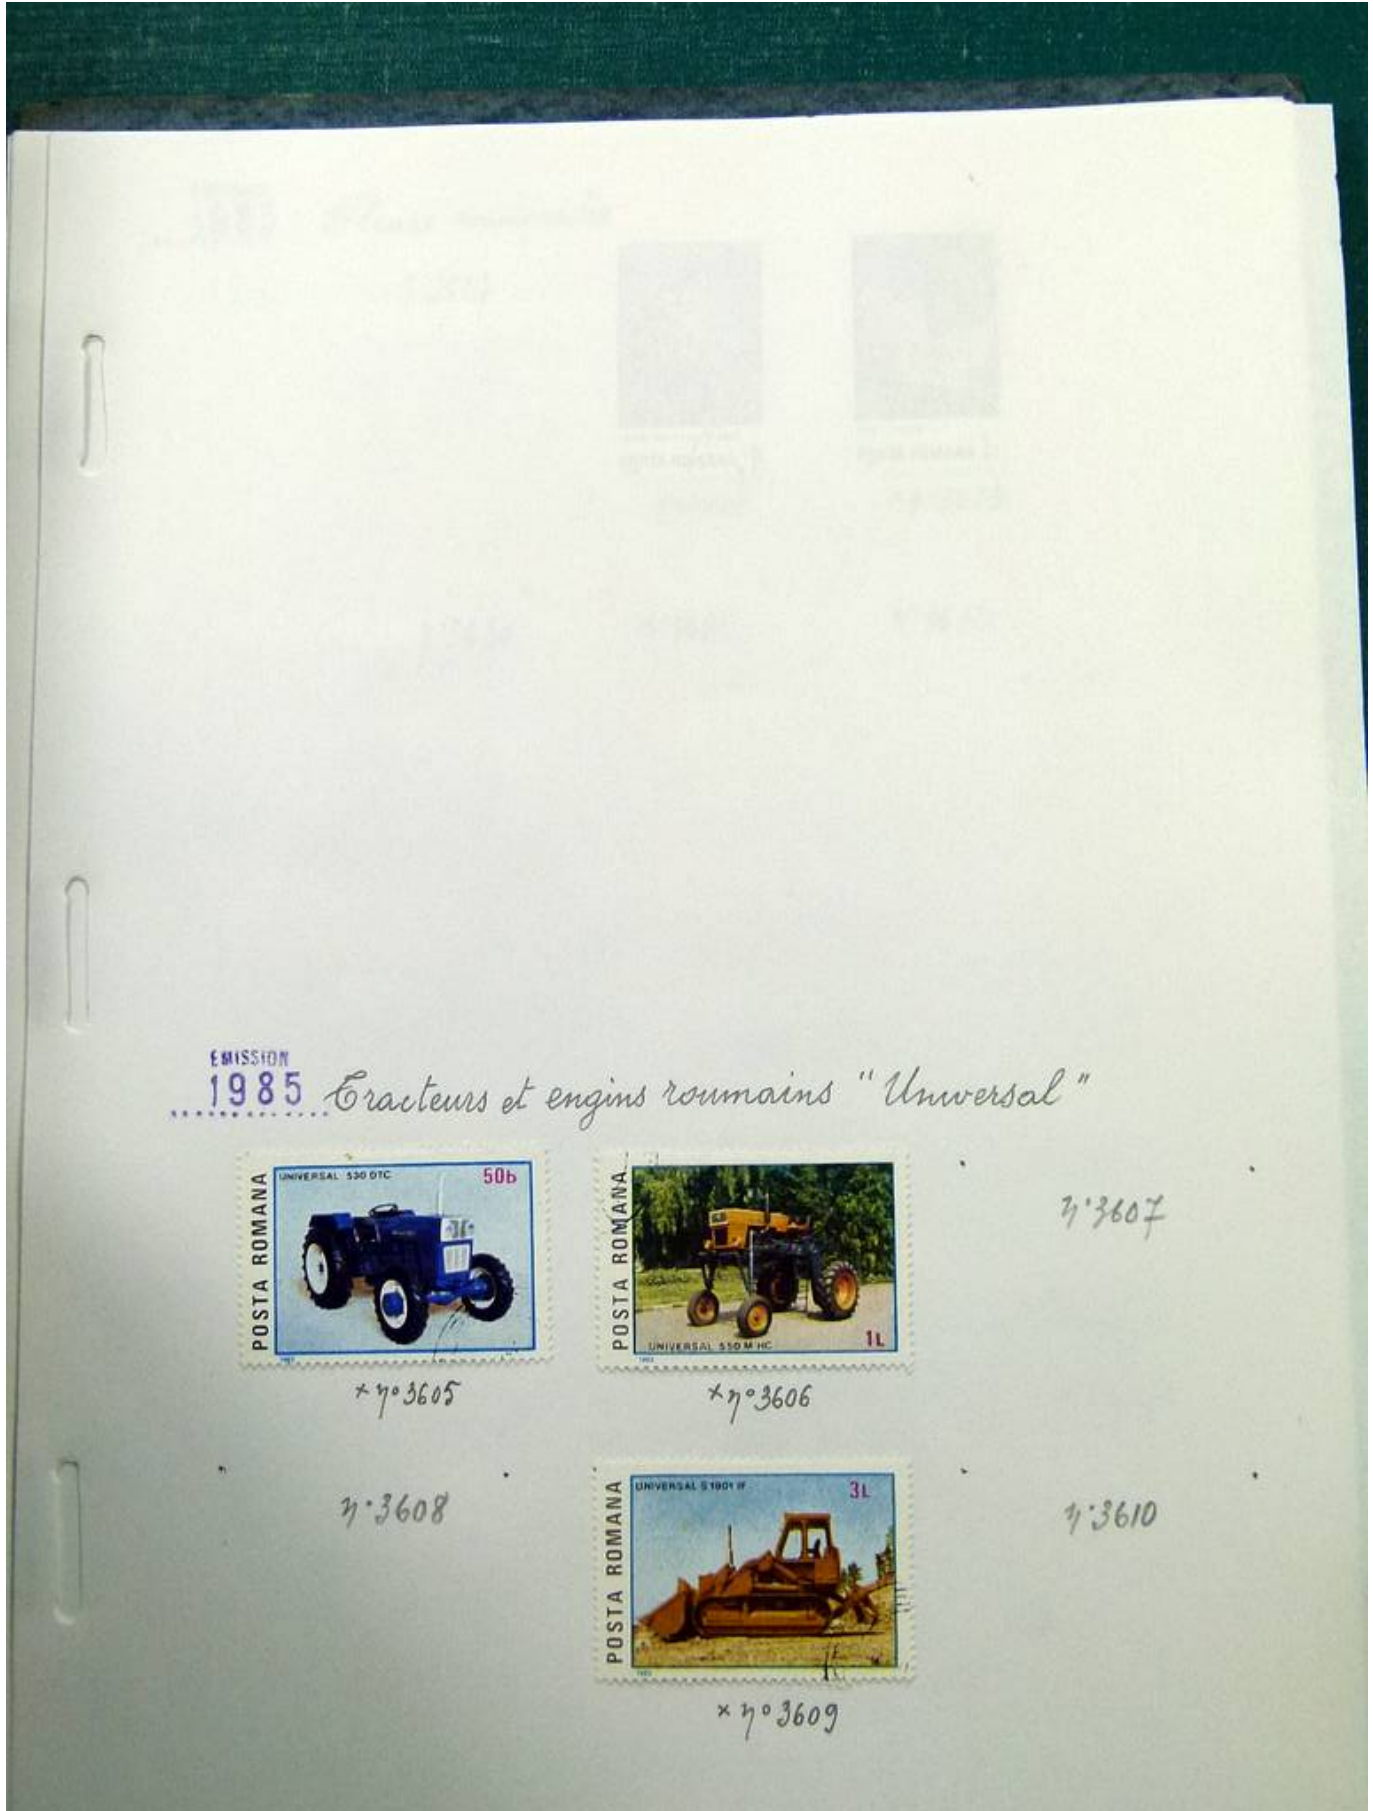 EMISSION
1985 Tracteurs et engins roumains "Universal"
POSTA ROMANA
UNIVERSAL 530 DTC
50b
POSTA ROMANA
UNIVERSAL 550 M HC
1L
n°3607
x n°3605
x n°3606
n°3608
POSTA ROMANA
UNIVERSAL S 1801 IF
3L
n°3610
x n°3609